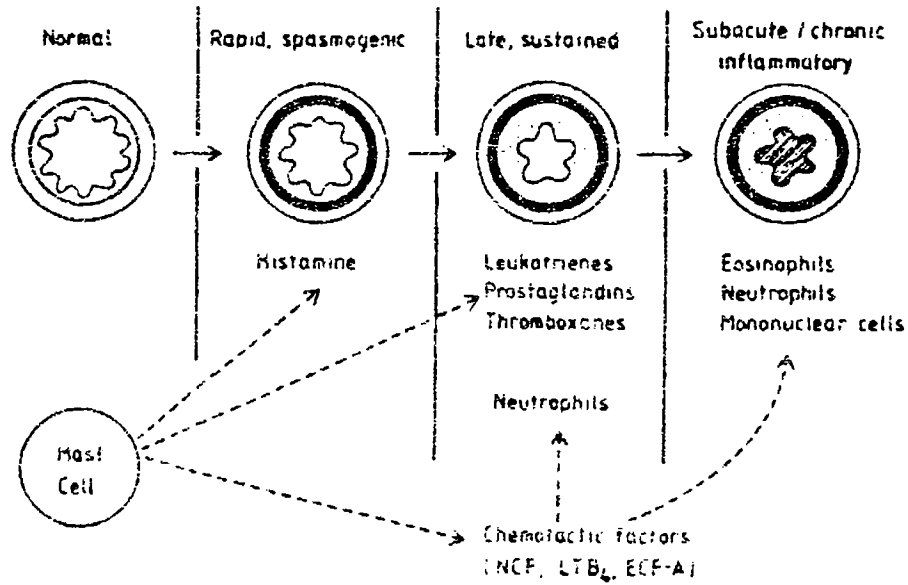 Normal
Rapid, spasmogenic
Late, sustained
Subacute / chronic
inflammatory
Histamine
Leukotrienes
Prostaglandins
Thromboxanes
Eosinophils
Neutrophils
Mononuclear cells
Neutrophils
Mast
Cell
Chemotactic factors
(NCF, LTB4, ECF-A)